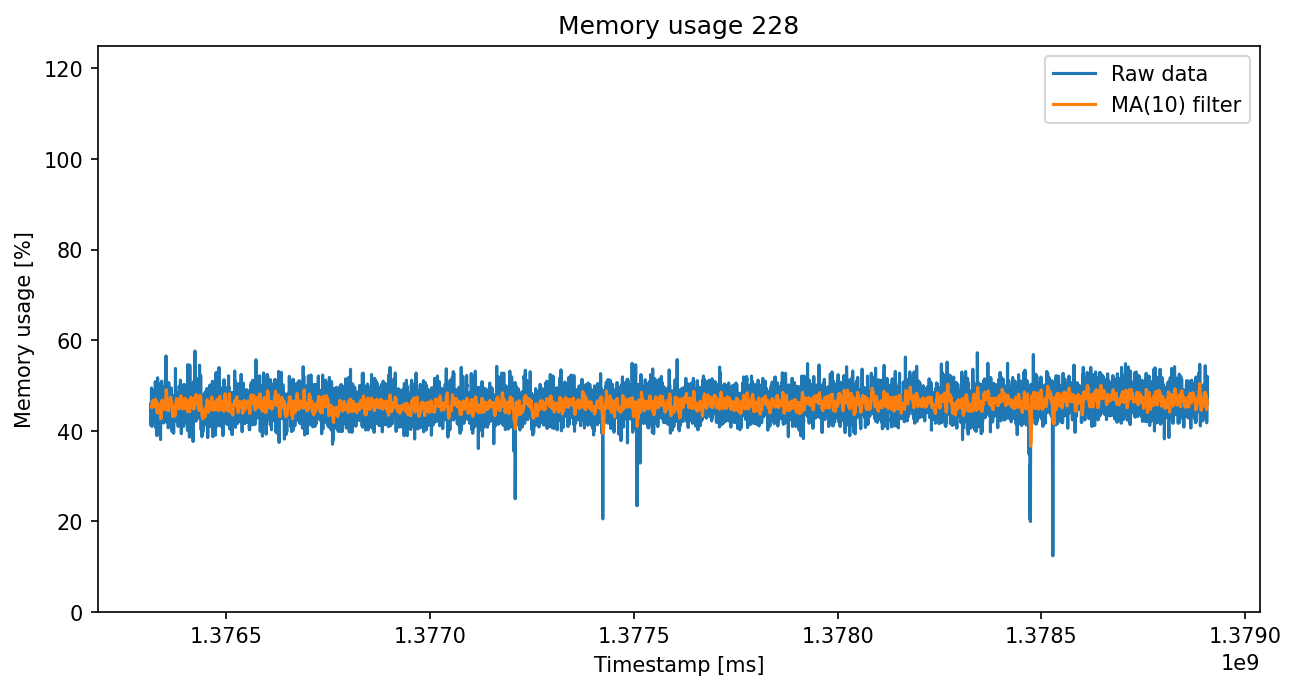 Memory usage 228
Raw data
MA(10) filter
Memory usage [%]
120
100
80
60
40
20
0
1.3765 1.3770 1.3775 1.3780 1.3785 1.3790
1e9
Timestamp [ms]